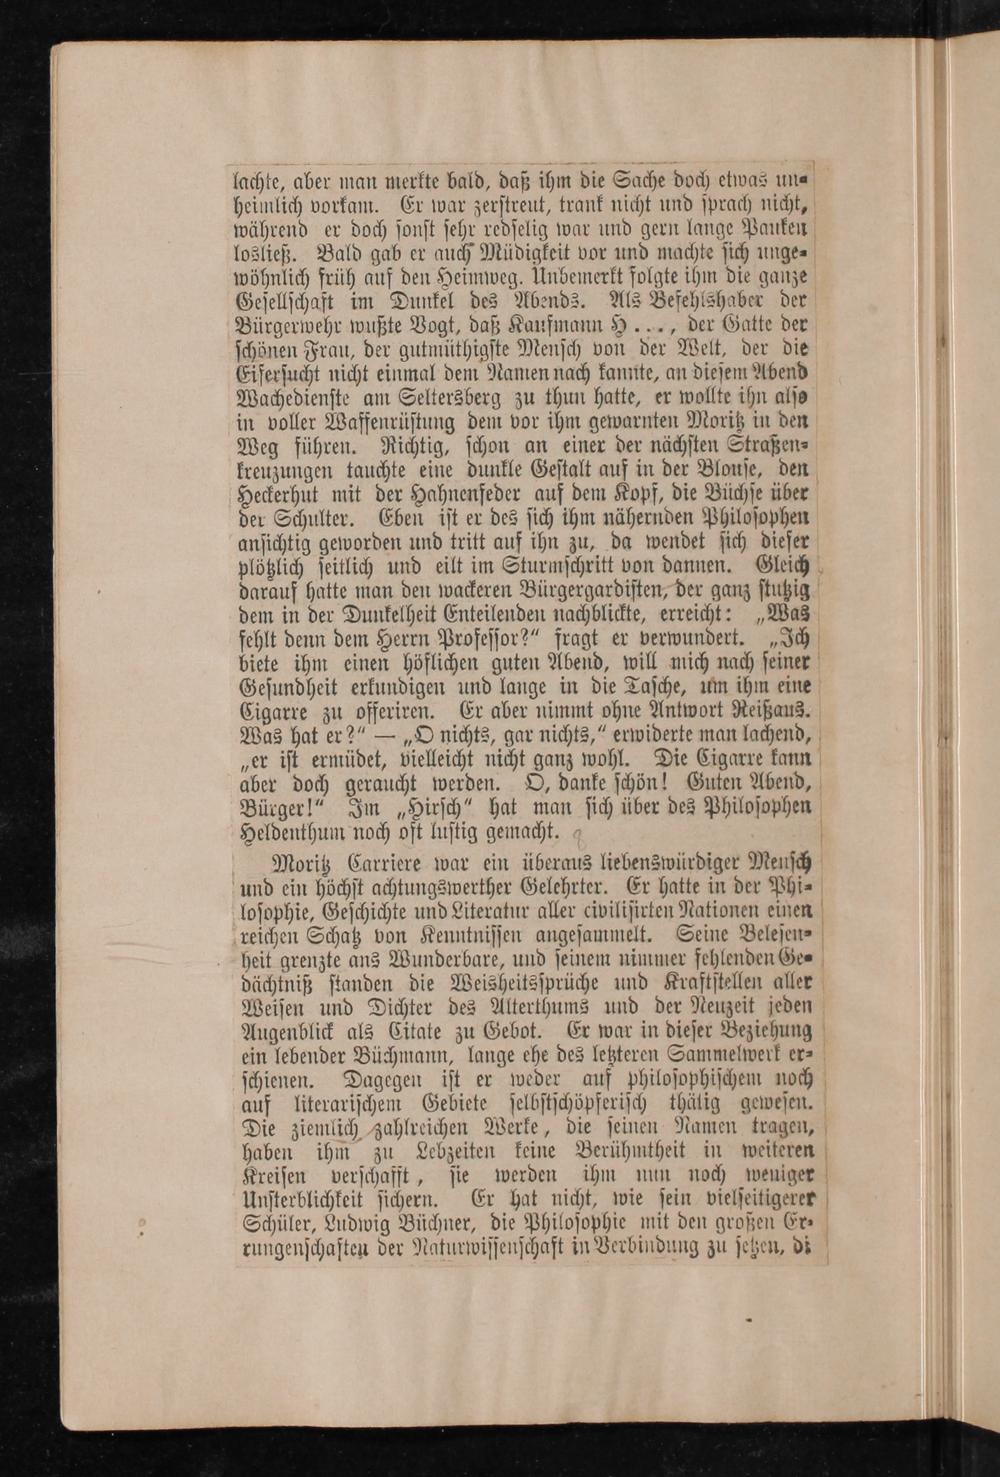 lachte, aber man merkte bald, daß ihm die Sache doch etwas un-
heimlich vorkam. Er war zerstreut, trank nicht und sprach nicht,
während er doch sonst sehr redselig war und gern lange Pauken
losließ. Bald gab er auch Müdigkeit vor und machte sich unge-
wöhnlich früh auf den Heimweg. Unbemerkt folgte ihm die ganze
Gesellschaft im Dunkel des Abends. Als Befehlshaber der
Bürgerwehr wußte Vogt, daß Kaufmann H ..., der Gatte der
schönen Frau, der gutmüthigste Mensch von der Welt, der die
Eifersucht nicht einmal dem Namen nach kannte, an diesem Abend
Wachedienste am Seltersberg zu thun hatte, er wollte ihn also
in voller Waffenrüstung dem vor ihm gewarnten Moritz in den
Weg führen. Richtig, schon an einer der nächsten Straßen-
kreuzungen tauchte eine dunkle Gestalt auf in der Blouse, den
Heckerhut mit der Hahnenfeder auf dem Kopf, die Büchse über
der Schulter. Eben ist er des sich ihm nähernden Philosophen
ansichtig geworden und tritt auf ihn zu, da wendet sich dieser
plötzlich seitlich und eilt im Sturmschritt von dannen. Gleich
darauf hatte man den wackeren Bürgergardisten, der ganz stutzig
dem in der Dunkelheit Enteilenden nachblickte, erreicht: „Was
fehlt denn dem Herrn Professor?“ fragt er verwundert. „Ich
biete ihm einen höflichen guten Abend, will mich nach seiner
Gesundheit erkundigen und lange in die Tasche, um ihm eine
Cigarre zu offeriren. Er aber nimmt ohne Antwort Reißaus.
Was hat er?“ — „O nichts, gar nichts,“ erwiderte man lachend,
„er ist ermüdet, vielleicht nicht ganz wohl. Die Cigarre kann
aber doch geraucht werden. O, danke schön! Guten Abend,
Bürger!“ Im „Hirsch“ hat man sich über des Philosophen
Heldenthum noch oft lustig gemacht.
Moritz Carriere war ein überaus liebenswürdiger Mensch
und ein höchst achtungswerther Gelehrter. Er hatte in der Phi-
losophie, Geschichte und Literatur aller civilisirten Nationen einen
reichen Schatz von Kenntnissen angesammelt. Seine Belesen-
heit grenzte ans Wunderbare, und seinem nimmer fehlenden Ge-
dächtniß standen die Weisheitssprüche und Kraftstellen aller
Weisen und Dichter des Alterthums und der Neuzeit jeden
Augenblick als Citate zu Gebot. Er war in dieser Beziehung
ein lebender Büchmann, lange ehe des letzteren Sammelwerk er-
schienen. Dagegen ist er weder auf philosophischem noch
auf literarischem Gebiete selbstschöpferisch thätig gewesen.
Die ziemlich zahlreichen Werke, die seinen Namen tragen,
haben ihm zu Lebzeiten keine Berühmtheit in weiteren
Kreisen verschafft, sie werden ihm nun noch weniger
Unsterblichkeit sichern. Er hat nicht, wie sein vielseitigerer
Schüler, Ludwig Büchner, die Philosophie mit den großen Er-
rungenschaften der Naturwissenschaft in Verbindung zu setzen, di